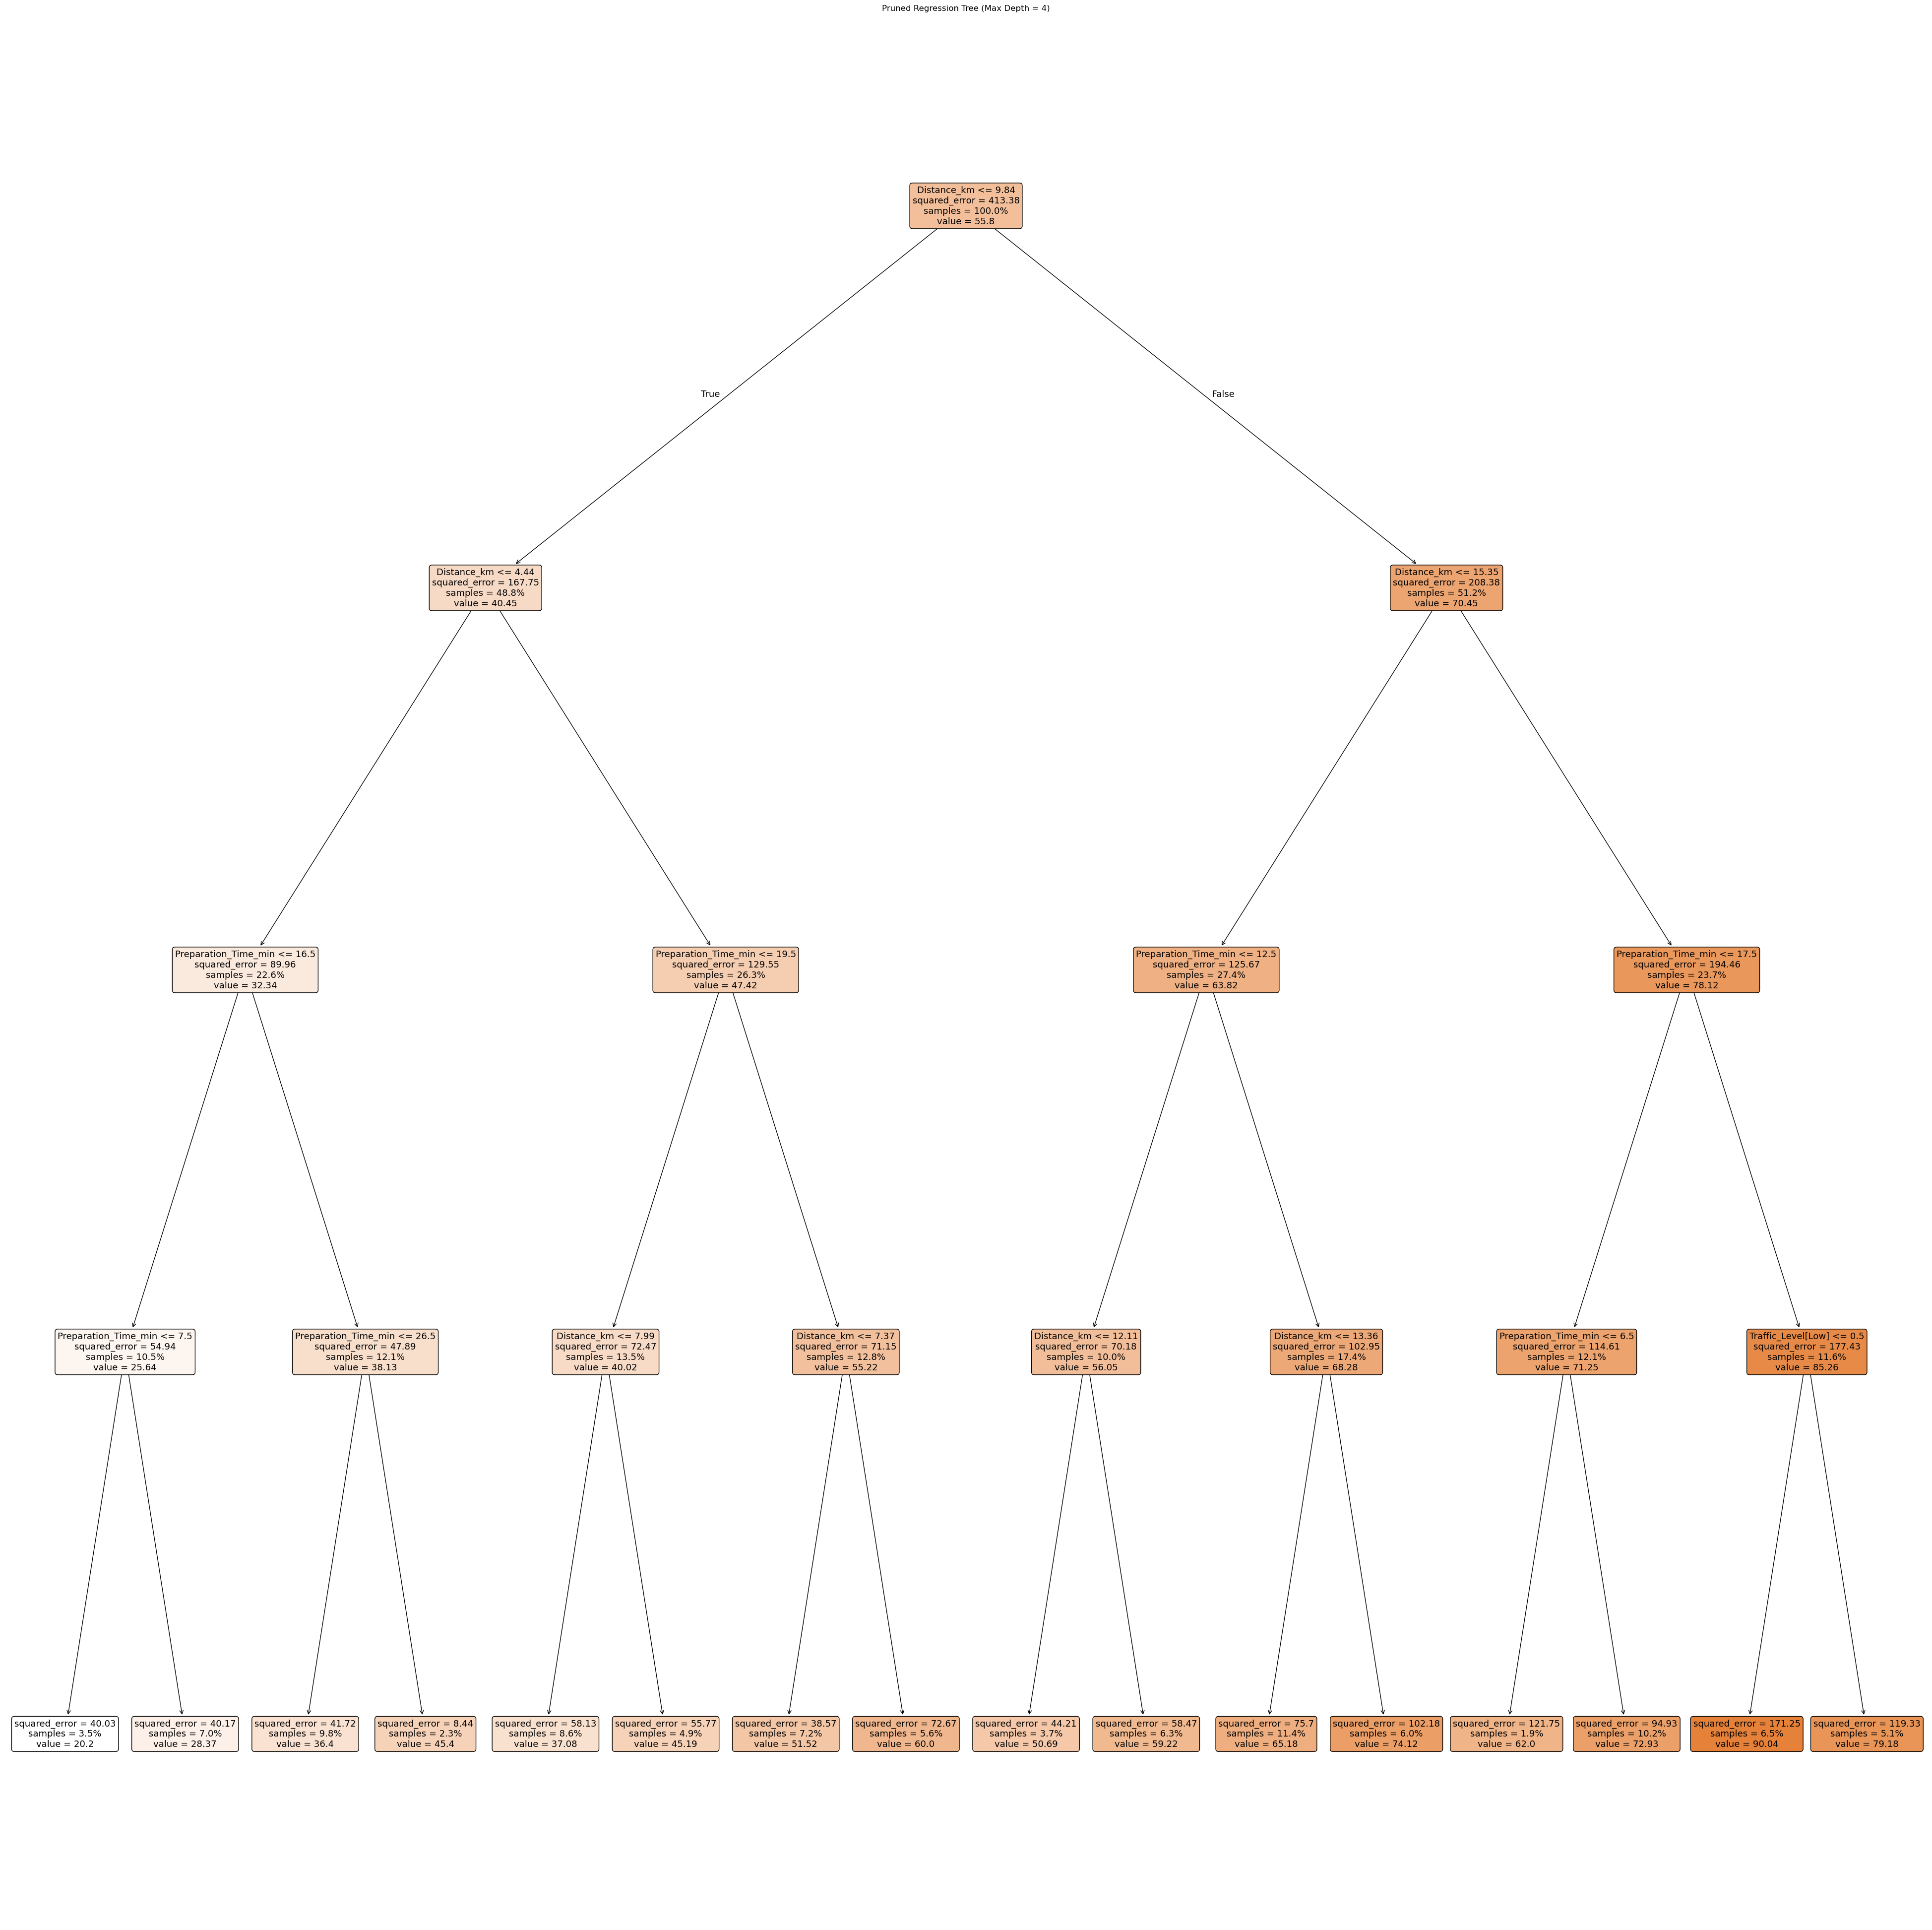 Pruned Regression Tree (Max Depth = 4)
Distance_km <= 9.84
squared_error = 413.38
samples = 100.0%
value = 55.8
True
False
Distance_km <= 4.44
squared_error = 167.75
samples = 48.8%
value = 40.45
Distance_km <= 15.35
squared_error = 208.38
samples = 51.2%
value = 70.45
Preparation_Time_min <= 16.5
squared_error = 89.96
samples = 22.6%
value = 32.34
Preparation_Time_min <= 19.5
squared_error = 129.55
samples = 26.3%
value = 47.42
Preparation_Time_min <= 12.5
squared_error = 125.67
samples = 27.4%
value = 63.82
Preparation_Time_min <= 17.5
squared_error = 194.46
samples = 23.7%
value = 78.12
Preparation_Time_min <= 7.5
squared_error = 54.94
samples = 10.5%
value = 25.64
Preparation_Time_min <= 26.5
squared_error = 47.89
samples = 12.1%
value = 38.13
Distance_km <= 7.99
squared_error = 72.47
samples = 13.5%
value = 40.02
Distance_km <= 7.37
squared_error = 71.15
samples = 12.8%
value = 55.22
Distance_km <= 12.11
squared_error = 70.18
samples = 10.0%
value = 56.05
Distance_km <= 13.36
squared_error = 102.95
samples = 17.4%
value = 68.28
Preparation_Time_min <= 6.5
squared_error = 114.61
samples = 12.1%
value = 71.25
Traffic_Level[Low] <= 0.5
squared_error = 177.43
samples = 11.6%
value = 85.26
squared_error = 40.03
samples = 3.5%
value = 20.2
squared_error = 40.17
samples = 7.0%
value = 28.37
squared_error = 41.72
samples = 9.8%
value = 36.4
squared_error = 8.44
samples = 2.3%
value = 45.4
squared_error = 58.13
samples = 8.6%
value = 37.08
squared_error = 55.77
samples = 4.9%
value = 45.19
squared_error = 38.57
samples = 7.2%
value = 51.52
squared_error = 72.67
samples = 5.6%
value = 60.0
squared_error = 44.21
samples = 3.7%
value = 50.69
squared_error = 58.47
samples = 6.3%
value = 59.22
squared_error = 75.7
samples = 11.4%
value = 65.18
squared_error = 102.18
samples = 6.0%
value = 74.12
squared_error = 121.75
samples = 1.9%
value = 62.0
squared_error = 94.93
samples = 10.2%
value = 72.93
squared_error = 171.25
samples = 6.5%
value = 90.04
squared_error = 119.33
samples = 5.1%
value = 79.18